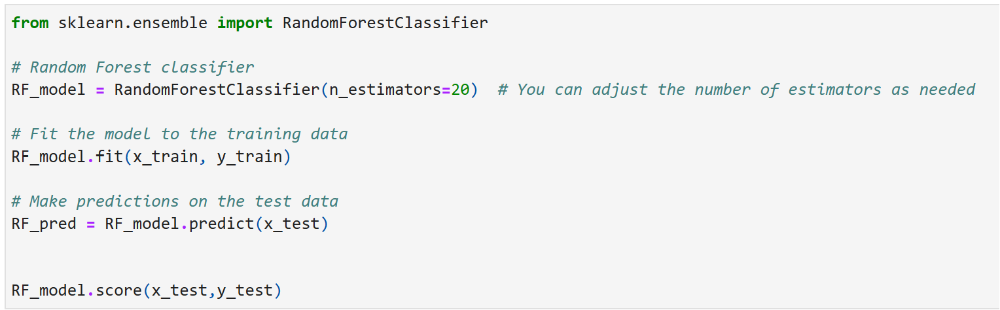 from sklearn.ensemble import RandomForestClassifier
# Random Forest classifier
RF_model = RandomForestClassifier(n_estimators=20)  # You can adjust the number of estimators as needed
# Fit the model to the training data
RF_model.fit(x_train, y_train)
# Make predictions on the test data
RF_pred = RF_model.predict(x_test)
RF_model.score(x_test,y_test)